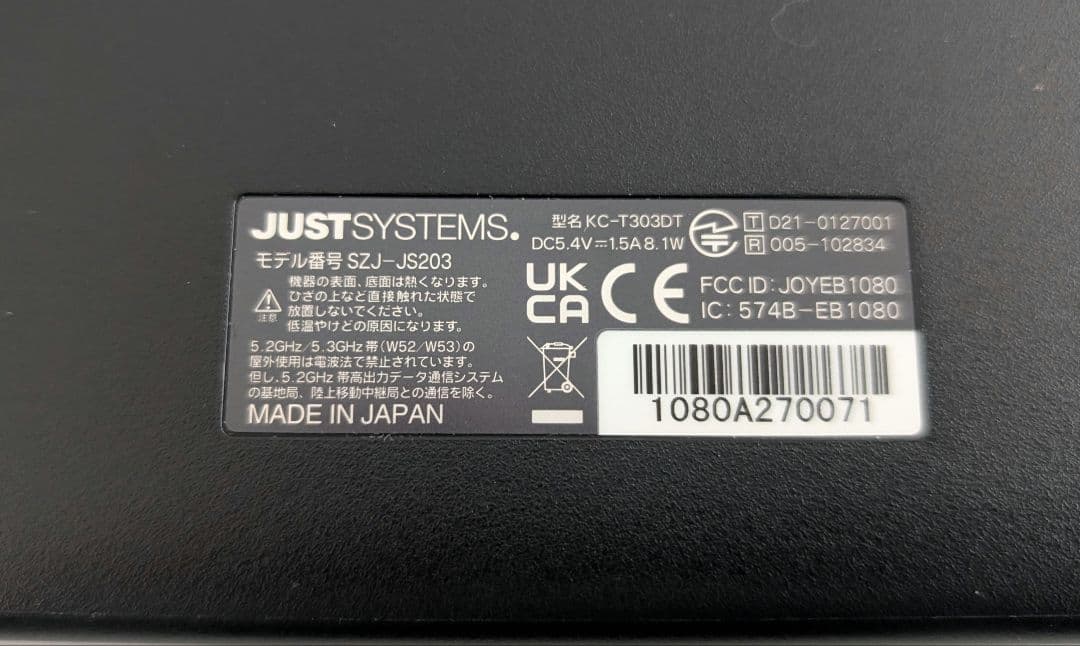 JUSTSYSTEMS.
モデル番号 SZJ-JS203
注意
機器の表面、底面は熱くなります。
ひざの上など直接触れた状態で
放置しないでください。
低温やけどの原因になります。
5.2GHz/5.3GHz帯(W52/W53)の
屋外使用は電波法で禁止されています。
但し、5.2GHz帯高出力データ通信システム
の基地局、陸上移動中継局との通信を除く。
MADE IN JAPAN
型名 KC-T303DT
DC5.4V⎓1.5A 8.1W
T D21-0127001
R 005-102834
UK
CA
CE
FCC ID: JOYEB1080
IC: 574B-EB1080
1080A270071